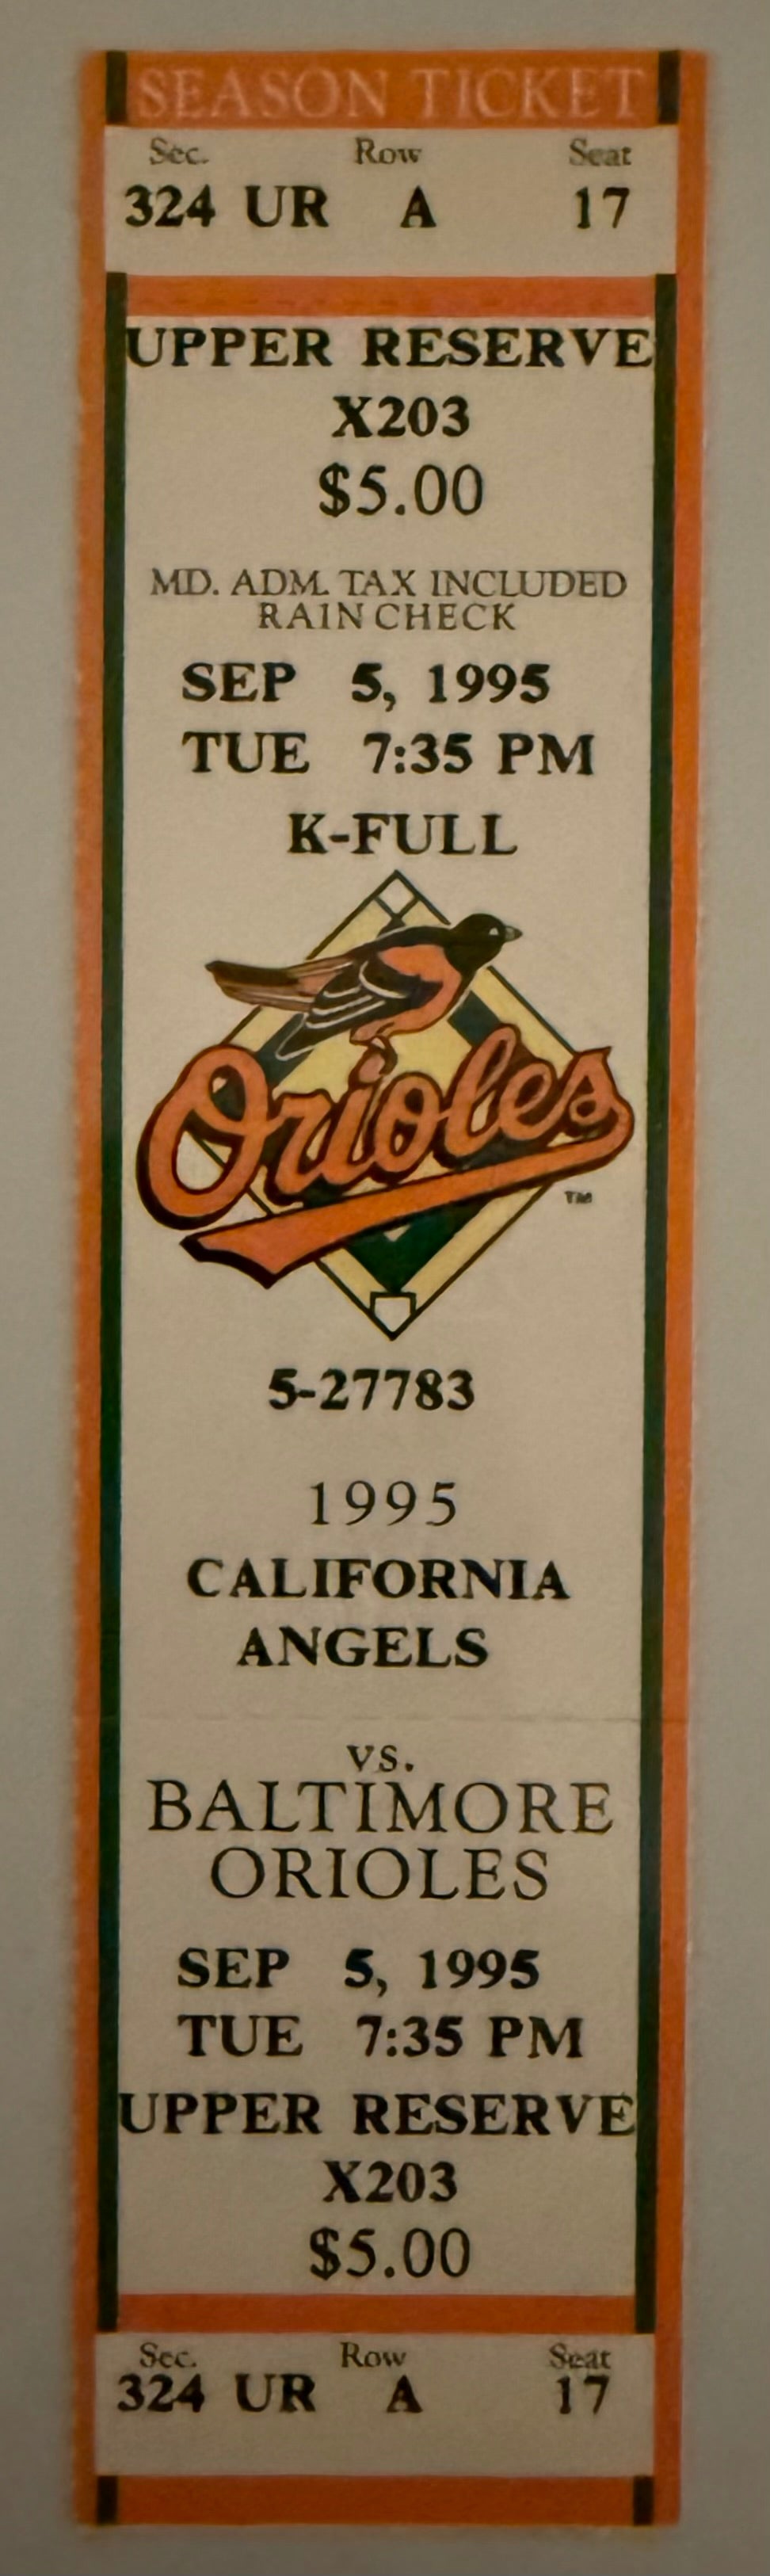 SEASON TICKET
Sec. Row Seat
324 UR A 17
UPPER RESERVE
X203
$5.00
MD. ADM. TAX INCLUDED
RAIN CHECK
SEP 5, 1995
TUE 7:35 PM
K-FULL
Orioles
TM
5-27783
1995
CALIFORNIA
ANGELS
VS.
BALTIMORE
ORIOLES
SEP 5, 1995
TUE 7:35 PM
UPPER RESERVE
X203
$5.00
Sec. Row Seat
324 UR A 17